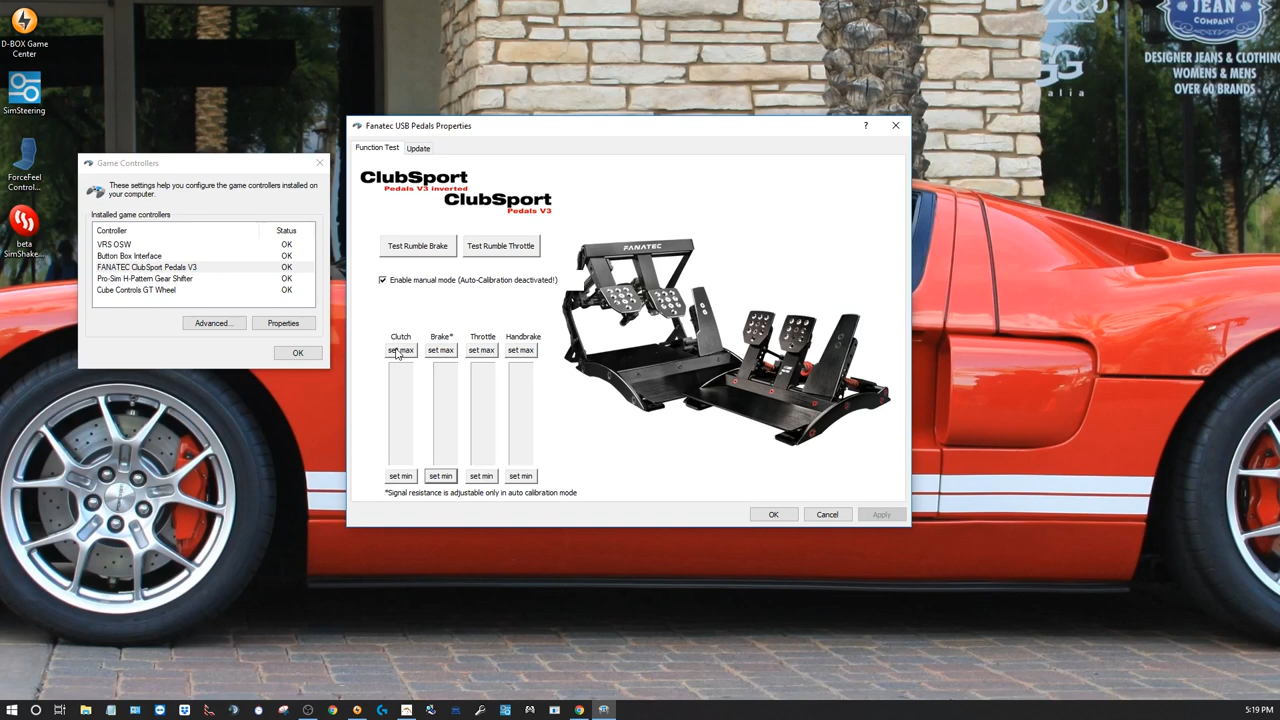 D-BOX Game
Center
SimSteering
ForceFeel
Control...
beta
SimShake...
JEAN
COMPANY
DESIGNER JEANS & CLOTHING
WOMENS & MENS
OVER 60 BRANDS
Game Controllers
These settings help you configure the game controllers installed on
your computer.
Installed game controllers
Controller Status
VRS OSW OK
Button Box Interface OK
FANATEC ClubSport Pedals V3 OK
Pro-Sim H-Pattern Gear Shifter OK
Cube Controls GT Wheel OK
Advanced... Properties
OK
Fanatec USB Pedals Properties
Function Test Update
ClubSport
Pedals V3 inverted
ClubSport
Pedals V3
Test Rumble Brake Test Rumble Throttle
Enable manual mode (Auto-Calibration deactivated!)
Clutch Brake* Throttle Handbrake
set max set max set max set max
set min set min set min set min
*Signal resistance is adjustable only in auto calibration mode
FANATEC
OK Cancel Apply
5:19 PM